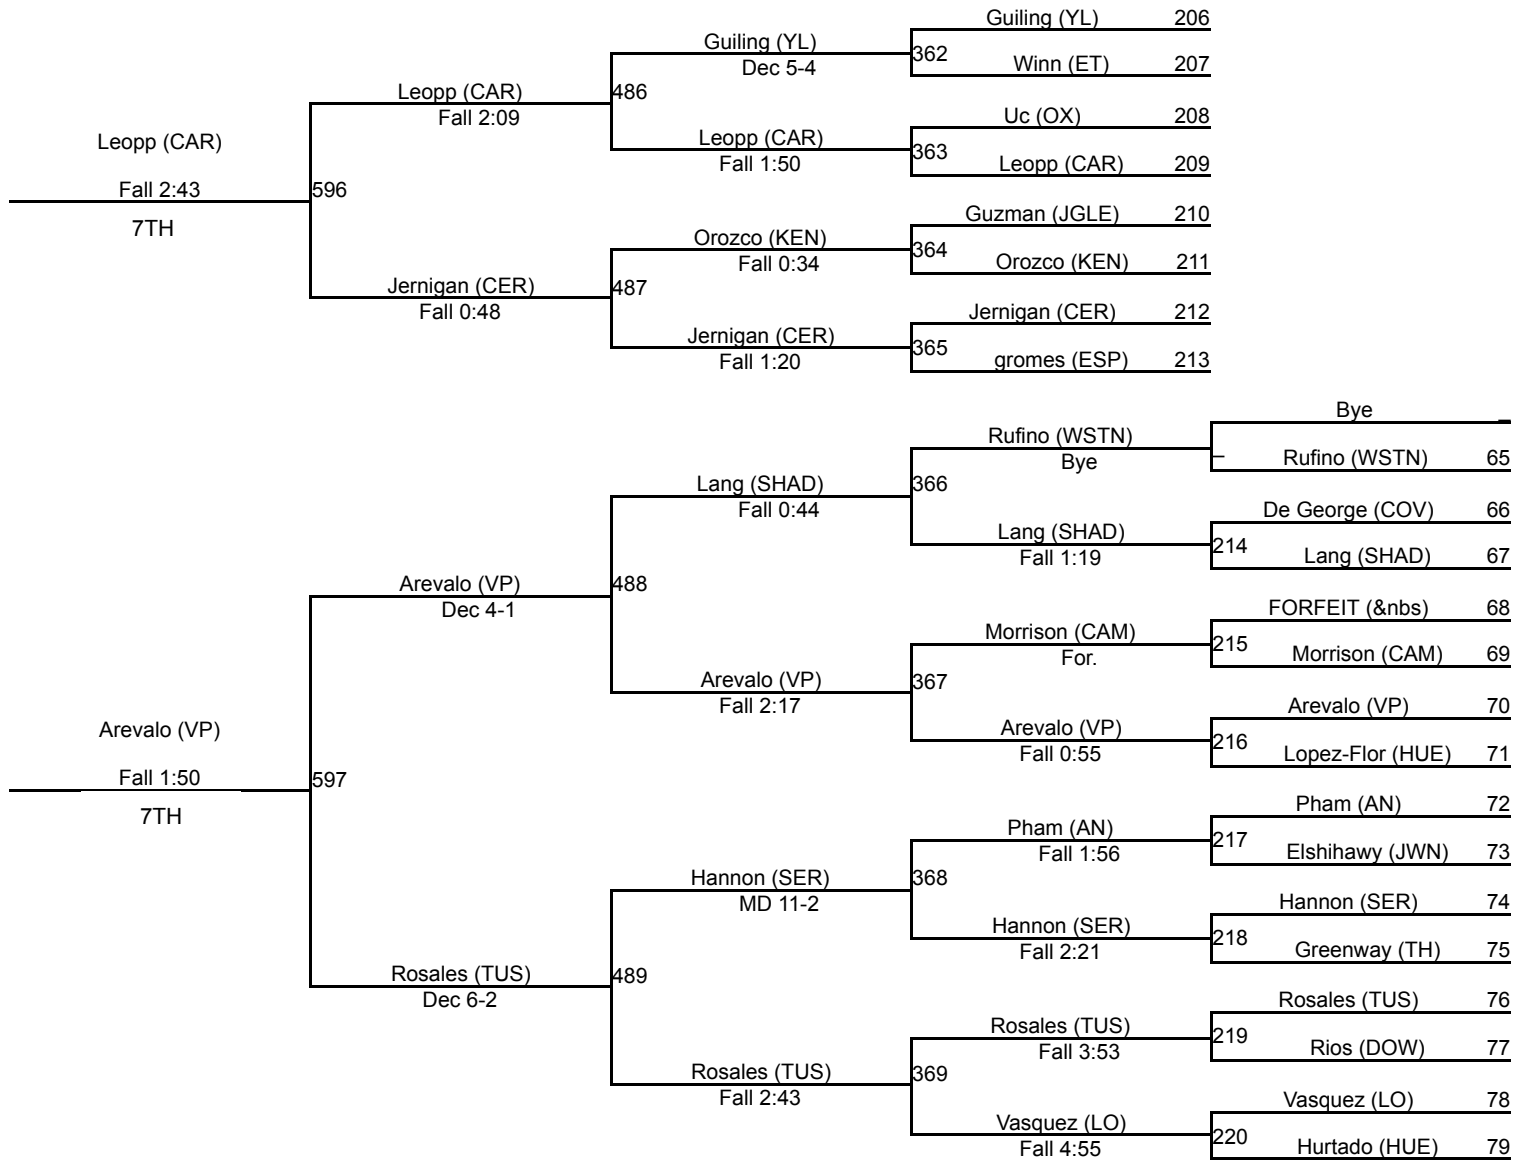 Guiling (YL) 206
Guiling (YL)
Dec 5-4
362
Winn (ET) 207
Leopp (CAR)
Fall 2:09
486
Uc (OX) 208
Leopp (CAR)
Fall 1:50
363
Leopp (CAR) 209
Leopp (CAR)
Fall 2:43
7TH
596
Guzman (JGLE) 210
Orozco (KEN)
Fall 0:34
364
Orozco (KEN) 211
Jernigan (CER)
Fall 0:48
487
Jernigan (CER) 212
Jernigan (CER)
Fall 1:20
365
gromes (ESP) 213
Bye _
Rufino (WSTN)
Bye
_
Rufino (WSTN) 65
Lang (SHAD)
Fall 0:44
366
De George (COV) 66
Lang (SHAD)
Fall 1:19
214
Lang (SHAD) 67
Arevalo (VP)
Dec 4-1
488
FORFEIT (&nbs) 68
Morrison (CAM)
For.
215
Morrison (CAM) 69
Arevalo (VP)
Fall 2:17
367
Arevalo (VP) 70
Arevalo (VP)
Fall 0:55
216
Lopez-Flor (HUE) 71
Arevalo (VP)
Fall 1:50
7TH
597
Pham (AN) 72
Pham (AN)
Fall 1:56
217
Elshihawy (JWN) 73
Hannon (SER)
MD 11-2
368
Hannon (SER) 74
Hannon (SER)
Fall 2:21
218
Greenway (TH) 75
Rosales (TUS)
Dec 6-2
489
Rosales (TUS) 76
Rosales (TUS)
Fall 3:53
219
Rios (DOW) 77
Rosales (TUS)
Fall 2:43
369
Vasquez (LO) 78
Vasquez (LO)
Fall 4:55
220
Hurtado (HUE) 79